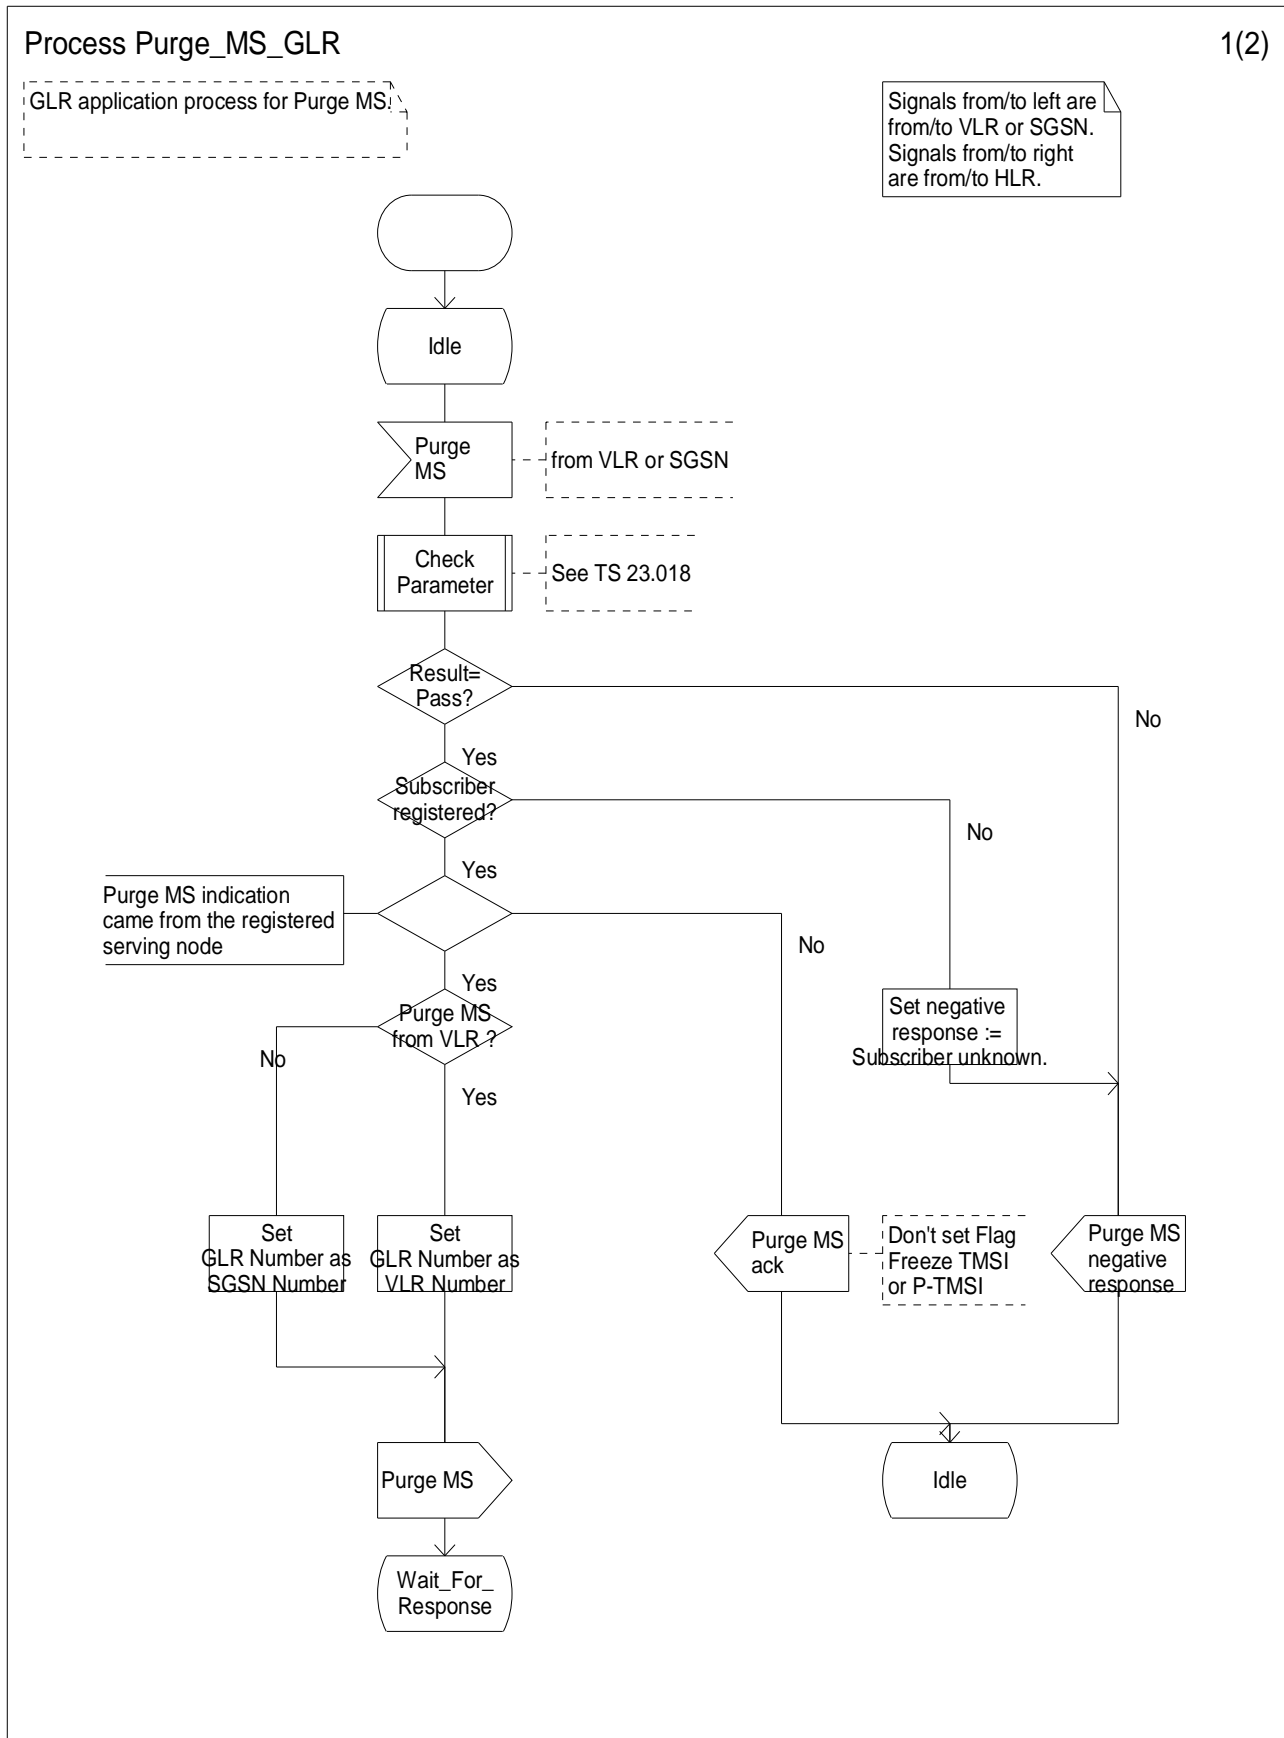 Process Purge_MS_GLR
1(2)
GLR application process for Purge MS.
Signals from/to left are
from/to VLR or SGSN.
Signals from/to right
are from/to HLR.
Idle
Purge
MS
from VLR or SGSN
Check
Parameter
See TS 23.018
Result=
Pass?
No
Yes
Subscriber
registered?
No
Yes
Purge MS indication
came from the registered
serving node
No
Yes
Purge MS
from VLR ?
No
Yes
Set negative
response :=
Subscriber unknown.
Set
GLR Number as
SGSN Number
Set
GLR Number as
VLR Number
Purge MS
ack
Don't set Flag
Freeze TMSI
or P-TMSI
Purge MS
negative
response
Purge MS
Idle
Wait_For_
Response